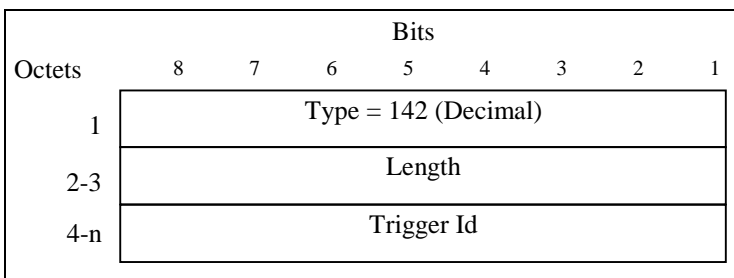 Bits
Octets 8 7 6 5 4 3 2 1
1 Type = 142 (Decimal)
2-3 Length
4-n Trigger Id